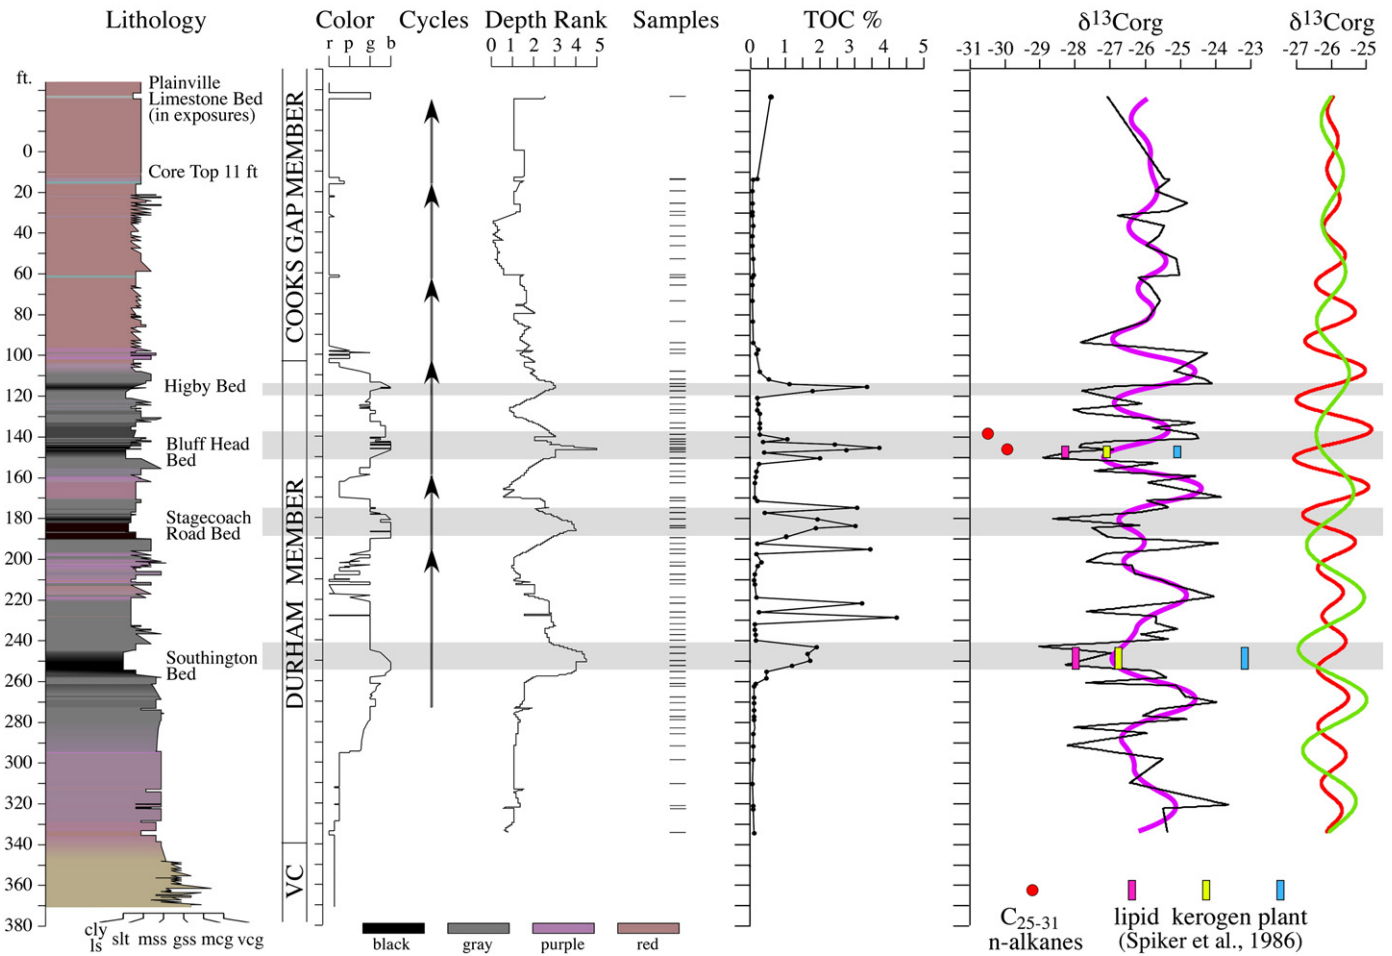 Lithology
Color
Cycles
Depth Rank
Samples
TOC %
δ13Corg
δ13Corg
r p g b
0 1 2 3 4 5
0 1 2 3 4 5
-31 -30 -29 -28 -27 -26 -25 -24 -23
-27 -26 -25
ft.
Plainville
Limestone Bed
(in exposures)
0
Core Top 11 ft
20
40
60
80
100
Higby Bed
120
140
Bluff Head
Bed
160
180
Stagecoach
Road Bed
200
220
240
Southington
Bed
260
280
300
320
340
360
380
COOKS GAP MEMBER
DURHAM MEMBER
VC
cly
ls
slt mss gss mcg vcg
black
gray
purple
red
C25-31
n-alkanes
lipid kerogen plant
(Spiker et al., 1986)